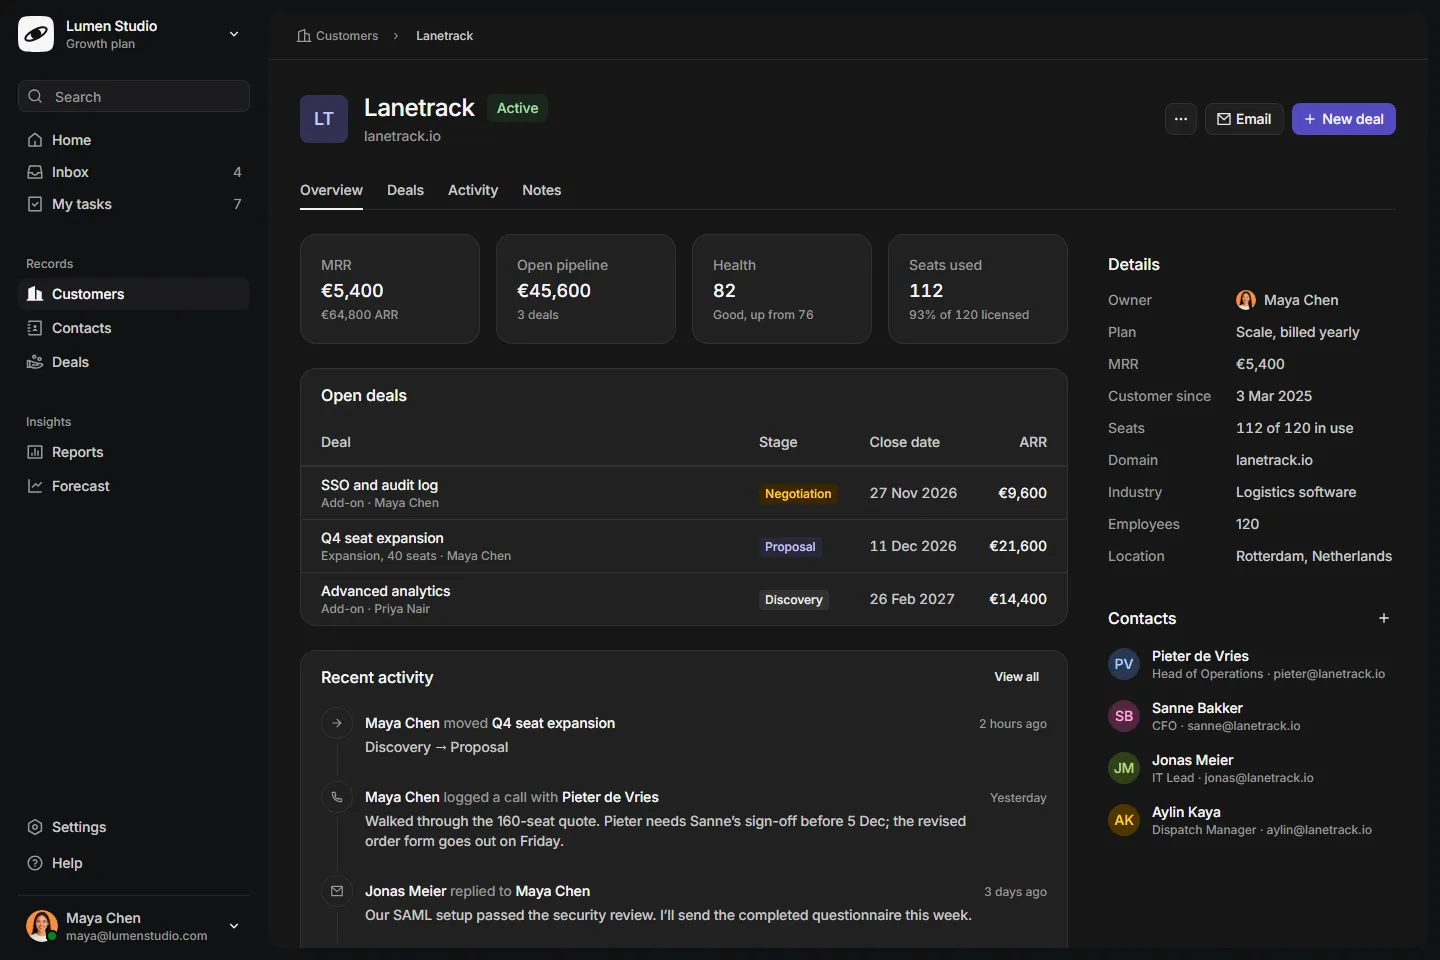 Lumen Studio
Growth plan
Search
Home
Inbox 4
My tasks 7
Records
Customers
Contacts
Deals
Insights
Reports
Forecast
Settings
Help
Maya Chen
maya@lumenstudio.com
Customers › Lanetrack
LT
Lanetrack Active
lanetrack.io
Email
+ New deal
Overview Deals Activity Notes
MRR
€5,400
€64,800 ARR
Open pipeline
€45,600
3 deals
Health
82
Good, up from 76
Seats used
112
93% of 120 licensed
Open deals
Deal Stage Close date ARR
SSO and audit log
Add-on · Maya Chen
Negotiation 27 Nov 2026 €9,600
Q4 seat expansion
Expansion, 40 seats · Maya Chen
Proposal 11 Dec 2026 €21,600
Advanced analytics
Add-on · Priya Nair
Discovery 26 Feb 2027 €14,400
Recent activity View all
Maya Chen moved Q4 seat expansion 2 hours ago
Discovery → Proposal
Maya Chen logged a call with Pieter de Vries Yesterday
Walked through the 160-seat quote. Pieter needs Sanne’s sign-off before 5 Dec; the revised
order form goes out on Friday.
Jonas Meier replied to Maya Chen 3 days ago
Our SAML setup passed the security review. I’ll send the completed questionnaire this week.
Details
Owner Maya Chen
Plan Scale, billed yearly
MRR €5,400
Customer since 3 Mar 2025
Seats 112 of 120 in use
Domain lanetrack.io
Industry Logistics software
Employees 120
Location Rotterdam, Netherlands
Contacts +
PV
Pieter de Vries
Head of Operations · pieter@lanetrack.io
SB
Sanne Bakker
CFO · sanne@lanetrack.io
JM
Jonas Meier
IT Lead · jonas@lanetrack.io
AK
Aylin Kaya
Dispatch Manager · aylin@lanetrack.io